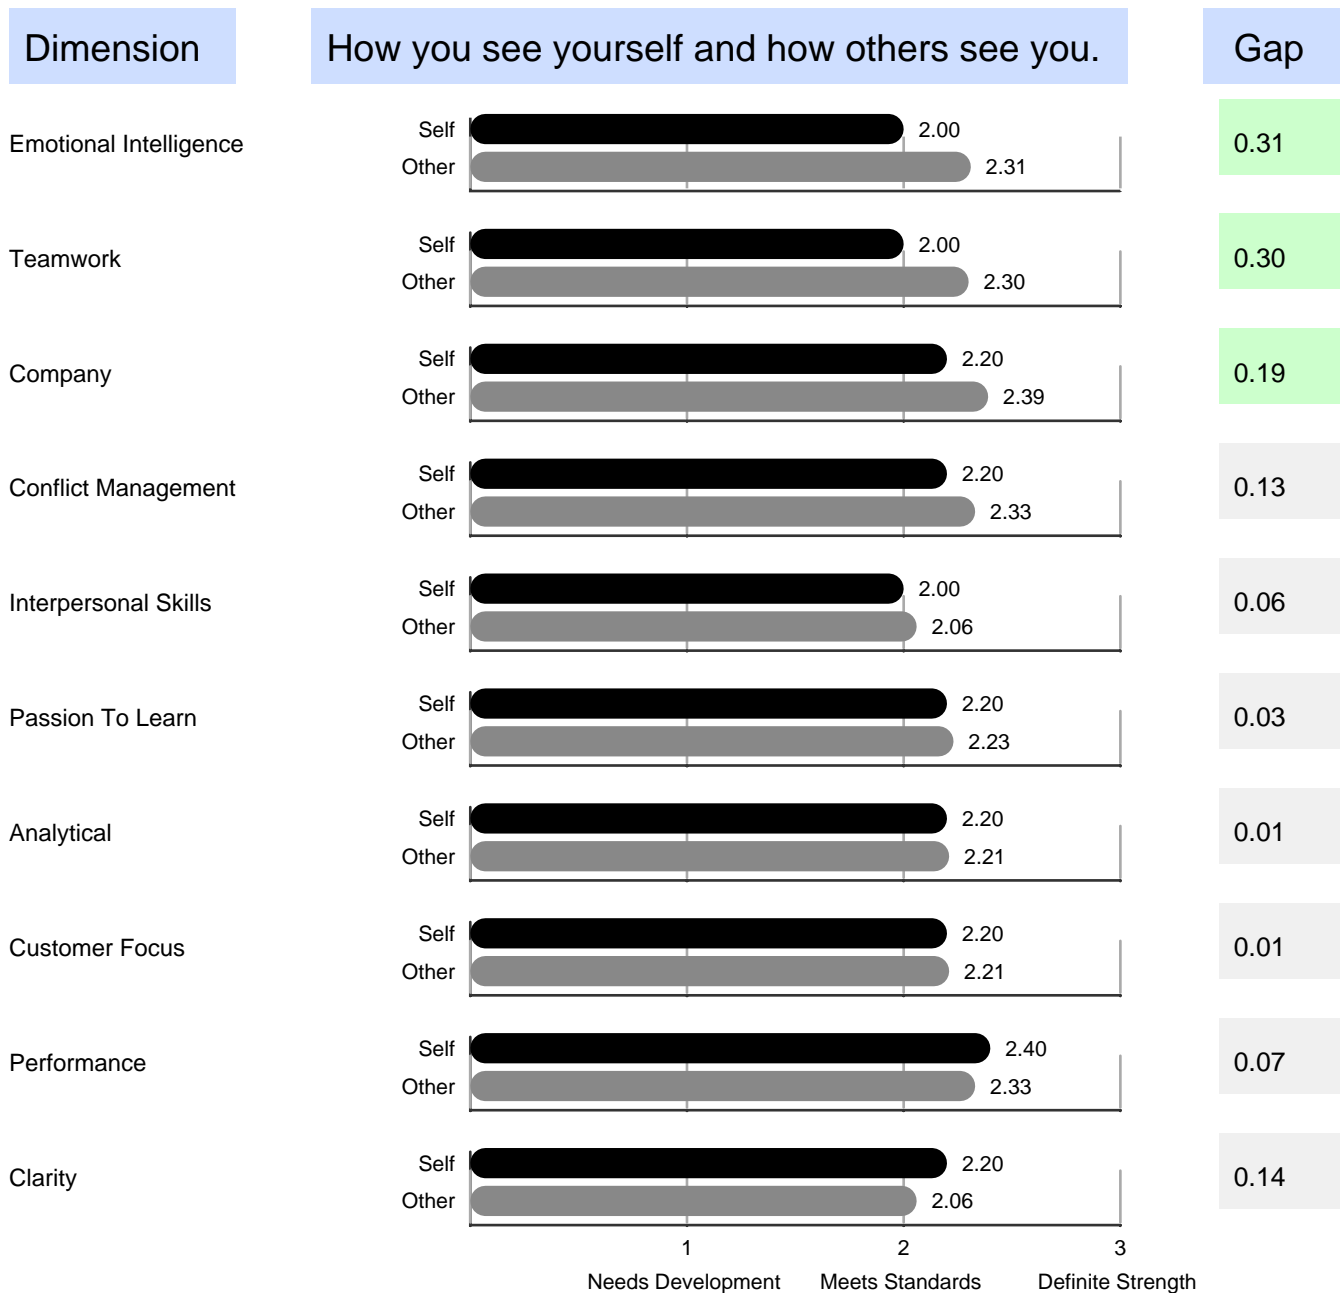 Dimension How you see yourself and how others see you. Gap
Emotional Intelligence Self 2.00 0.31
Other 2.31
Teamwork Self 2.00 0.30
Other 2.30
Company Self 2.20 0.19
Other 2.39
Conflict Management Self 2.20 0.13
Other 2.33
Interpersonal Skills Self 2.00 0.06
Other 2.06
Passion To Learn Self 2.20 0.03
Other 2.23
Analytical Self 2.20 0.01
Other 2.21
Customer Focus Self 2.20 0.01
Other 2.21
Performance Self 2.40 0.07
Other 2.33
Clarity Self 2.20 0.14
Other 2.06
1 2 3
Needs Development Meets Standards Definite Strength